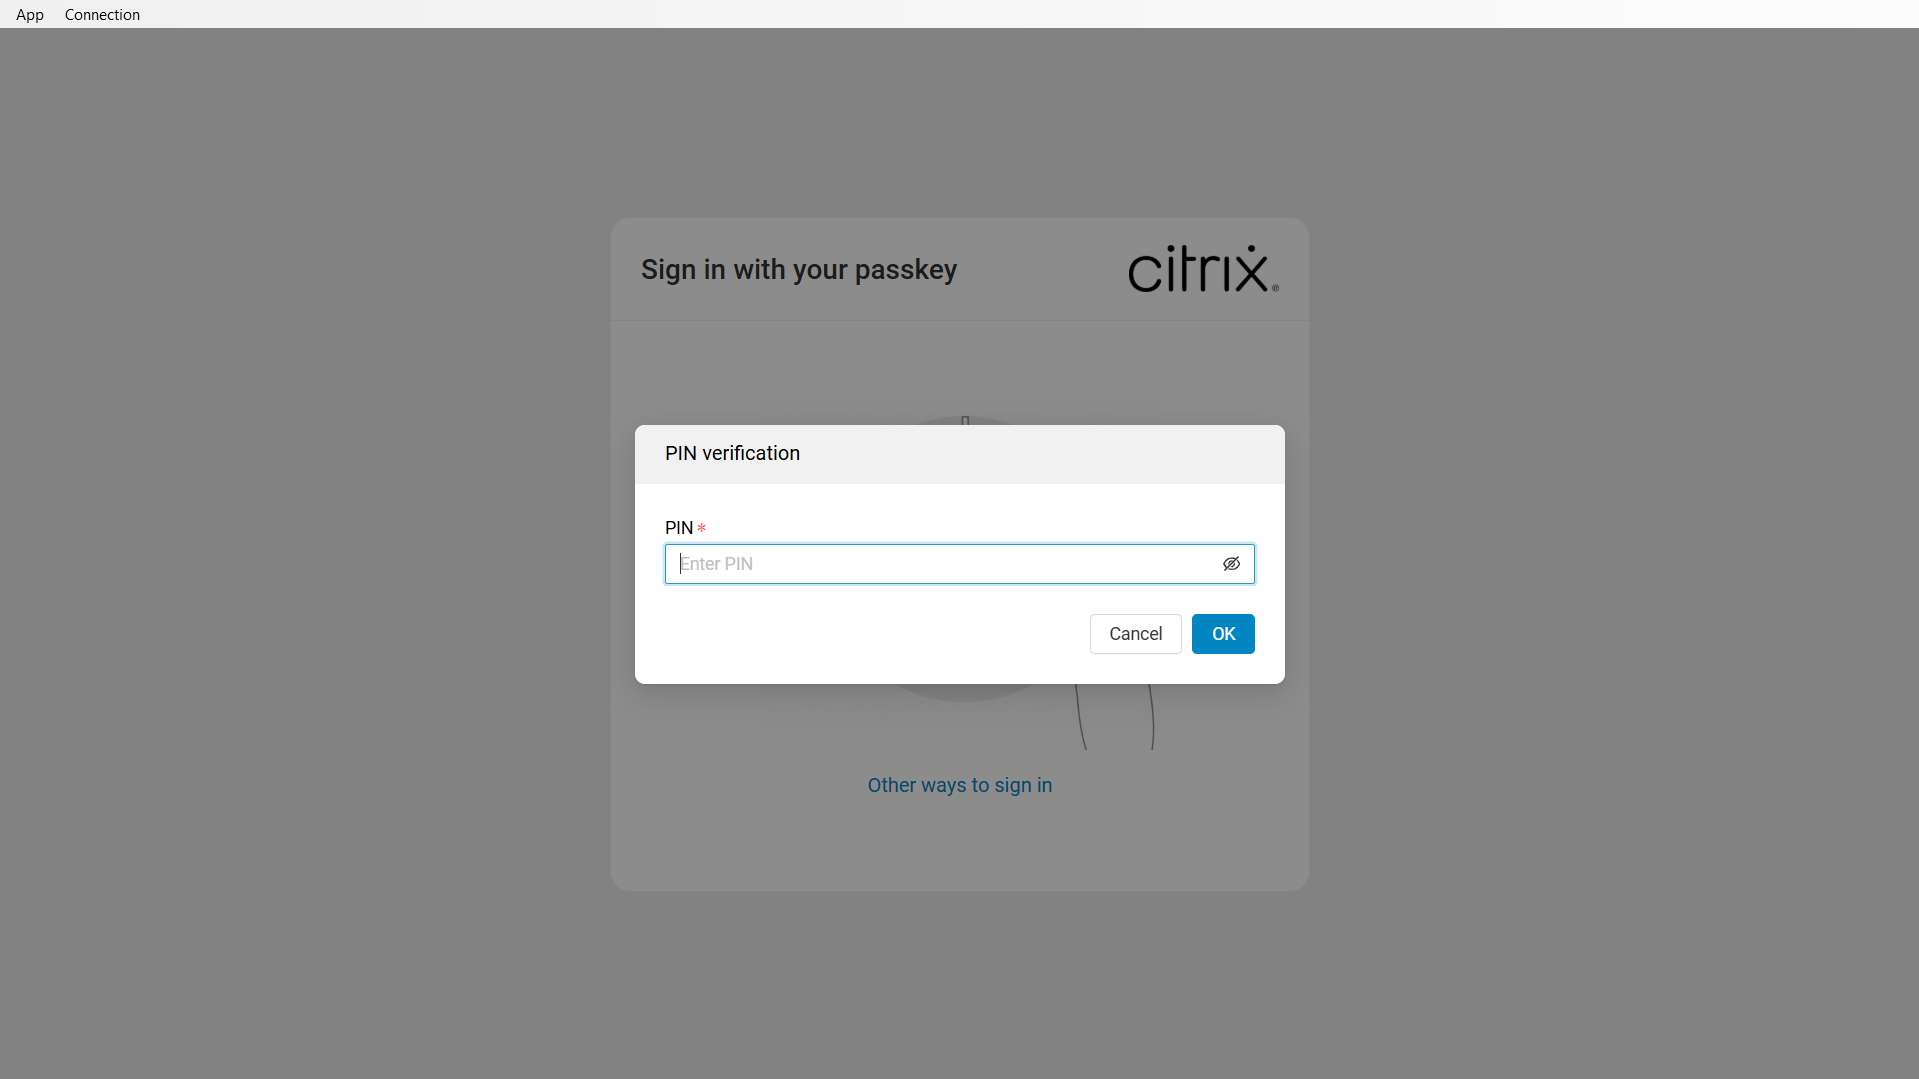 App Connection
Sign in with your passkey
citrix®
PIN verification
PIN *
Enter PIN
Cancel OK
Other ways to sign in